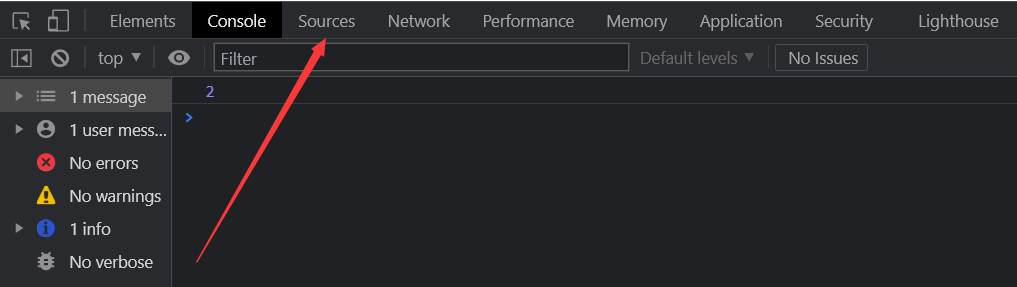 Elements Console Sources Network Performance Memory Application Security Lighthouse
top ▼ Filter Default levels ▼ No Issues
1 message
2
1 user mess...
>
No errors
No warnings
1 info
No verbose